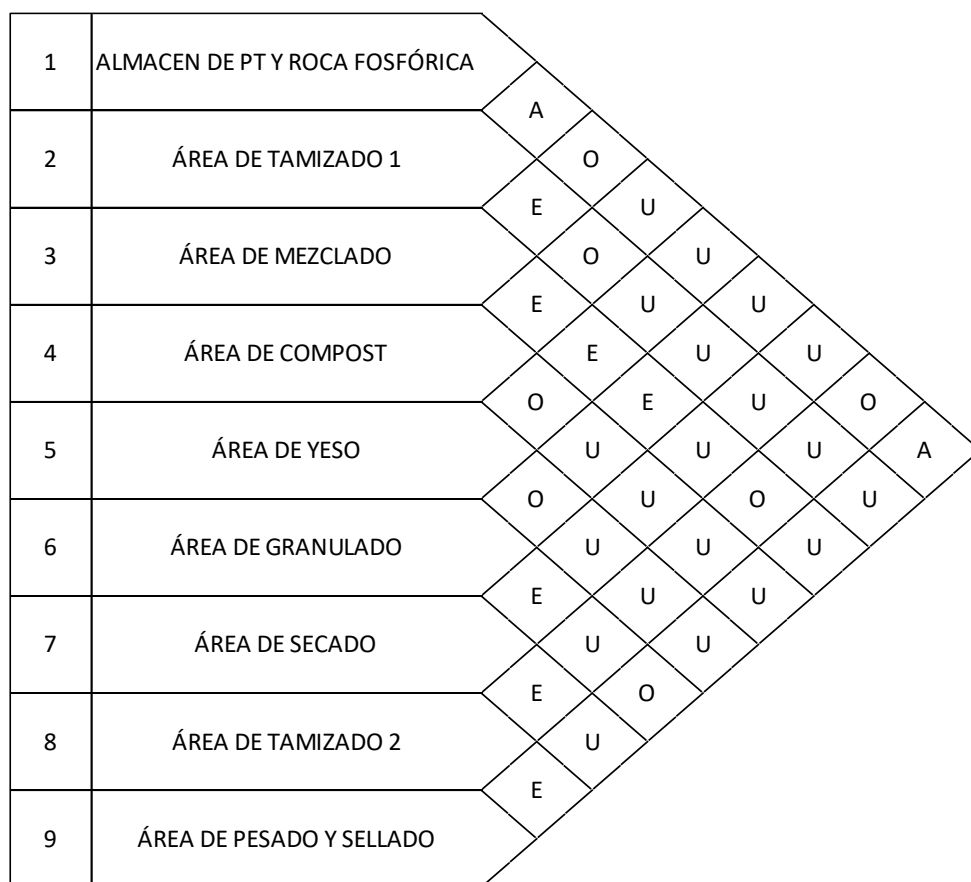 1 ALMACEN DE PT Y ROCA FOSFÓRICA
A
2 ÁREA DE TAMIZADO 1 O
E U
3 ÁREA DE MEZCLADO O U
E U U
4 ÁREA DE COMPOST E U U
O E U O
5 ÁREA DE YESO U U U A
O U O U
6 ÁREA DE GRANULADO U U U
E U U
7 ÁREA DE SECADO U U
E O
8 ÁREA DE TAMIZADO 2 U
E
9 ÁREA DE PESADO Y SELLADO